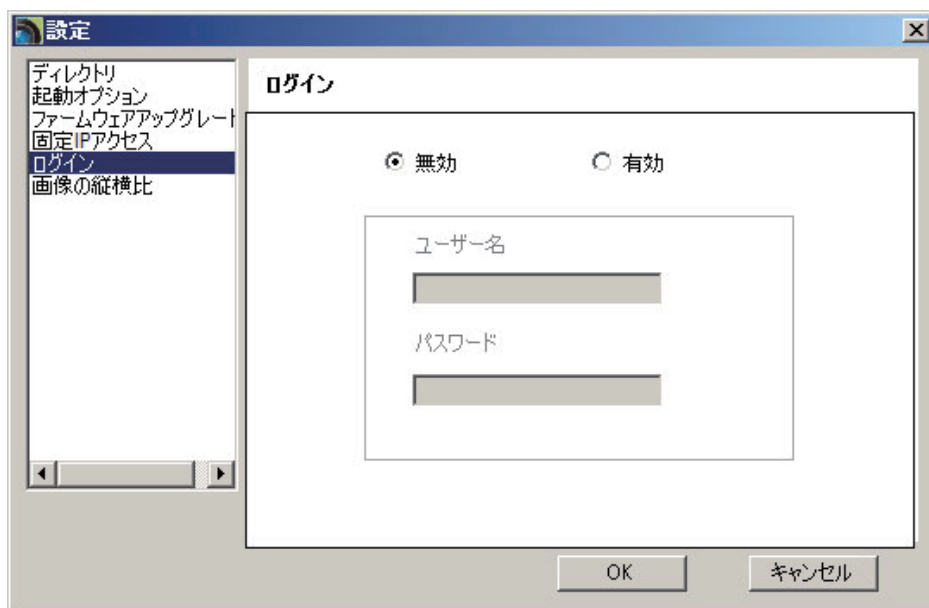 設定
ディレクトリ
起動オプション
ファームウェアアップグレート
固定IPアクセス
ログイン
画像の縦横比
ログイン
無効
有効
ユーザー名
パスワード
OK
キャンセル